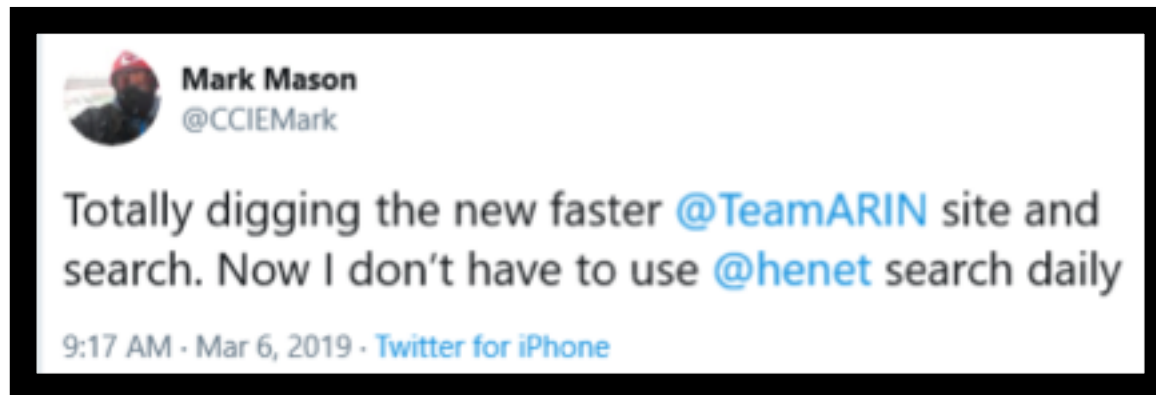 Mark Mason
@CCIEMark
Totally digging the new faster @TeamARIN site and
search. Now I don't have to use @henet search daily
9:17 AM · Mar 6, 2019 · Twitter for iPhone